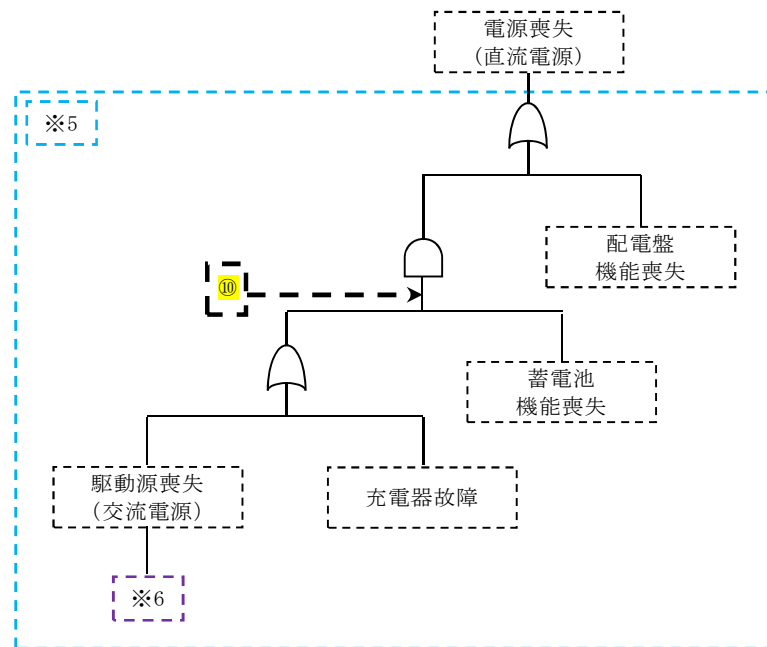 電源喪失
（直流電源）
※5
配電盤
機能喪失
⑩
蓄電池
機能喪失
駆動源喪失
（交流電源）
充電器故障
※6